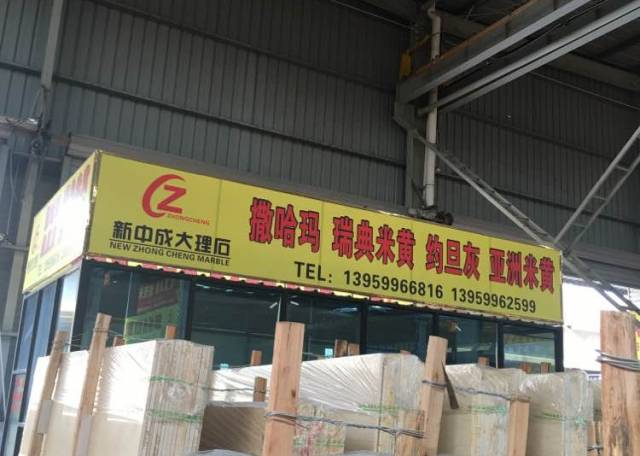 CZ
ZHONGCHENG
新中成大理石
NEW ZHONG CHENG MARBLE
撒哈玛 瑞典米黄 约旦灰 亚洲米黄
TEL: 13959966816 13959962599